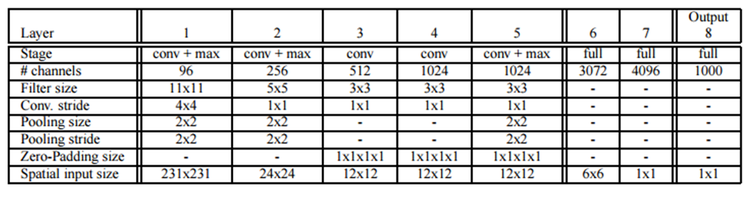 Output
Layer 1 2 3 4 5 6 7 8
Stage conv + max conv + max conv conv conv + max full full full
# channels 96 256 512 1024 1024 3072 4096 1000
Filter size 11x11 5x5 3x3 3x3 3x3 - - -
Conv. stride 4x4 1x1 1x1 1x1 1x1 - - -
Pooling size 2x2 2x2 - - 2x2 - - -
Pooling stride 2x2 2x2 - - 2x2 - - -
Zero-Padding size - - 1x1x1x1 1x1x1x1 1x1x1x1 - - -
Spatial input size 231x231 24x24 12x12 12x12 12x12 6x6 1x1 1x1